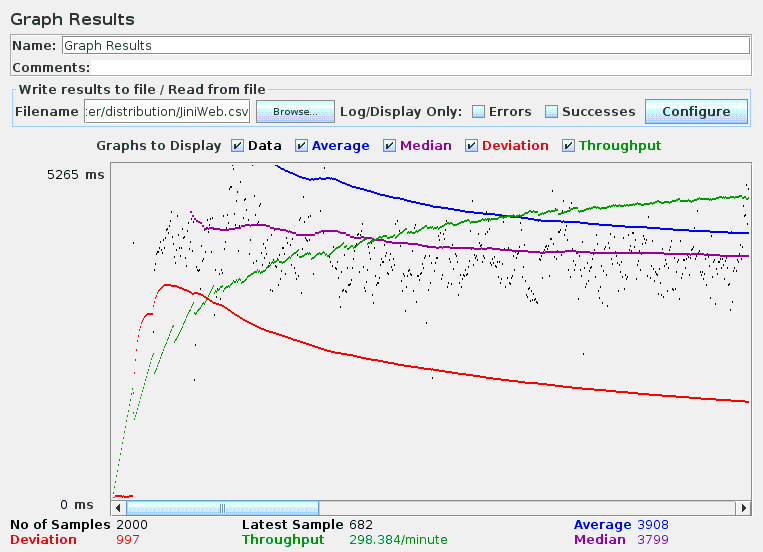 Graph Results
Name: Graph Results
Comments:
Write results to file / Read from file
Filename :er/distribution/JiniWeb.csv Browse... Log/Display Only: Errors Successes Configure
Graphs to Display Data Average Median Deviation Throughput
5265 ms
0 ms
No of Samples 2000 Latest Sample 682 Average 3908
Deviation 997 Throughput 298.384/minute Median 3799